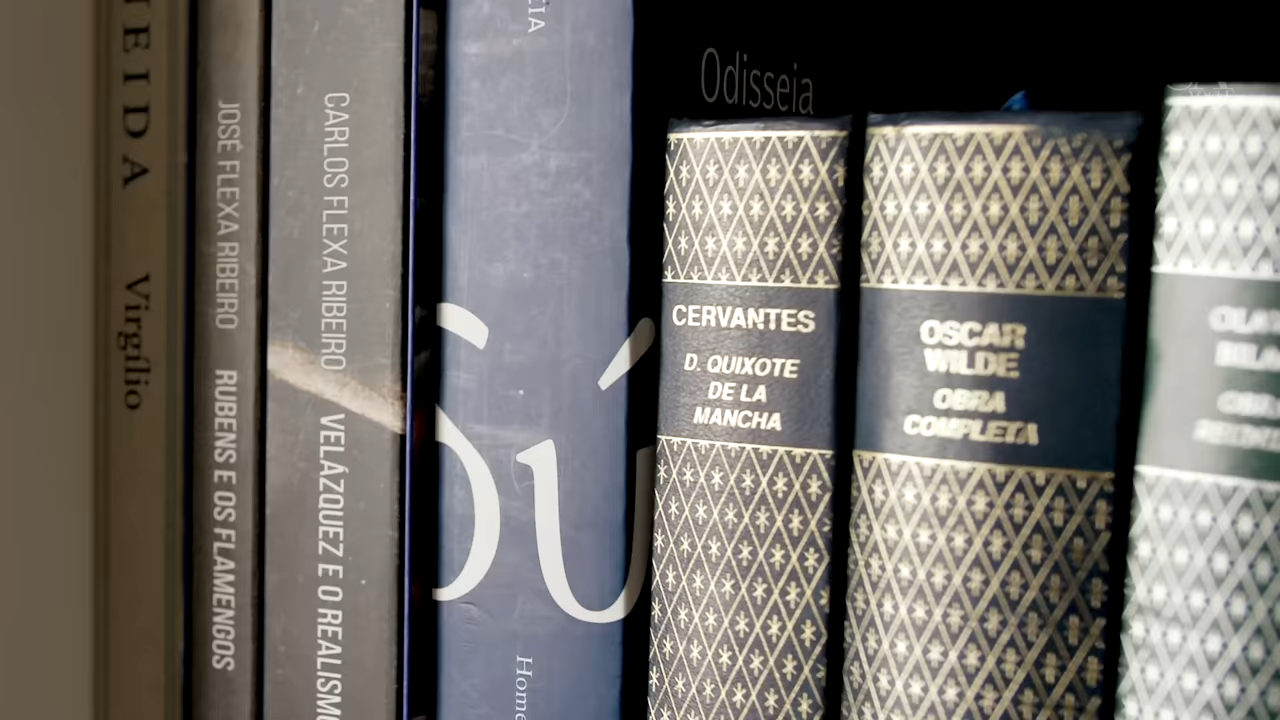 EIDA Virgílio
JOSÉ FLEXA RIBEIRO RUBENS E OS FLAMENGOS
CARLOS FLEXA RIBEIRO VELÁZQUEZ E O REALISMO
Odisseia
CERVANTES
D. QUIXOTE
DE LA
MANCHA
OSCAR
WILDE
OBRA
COMPLETA